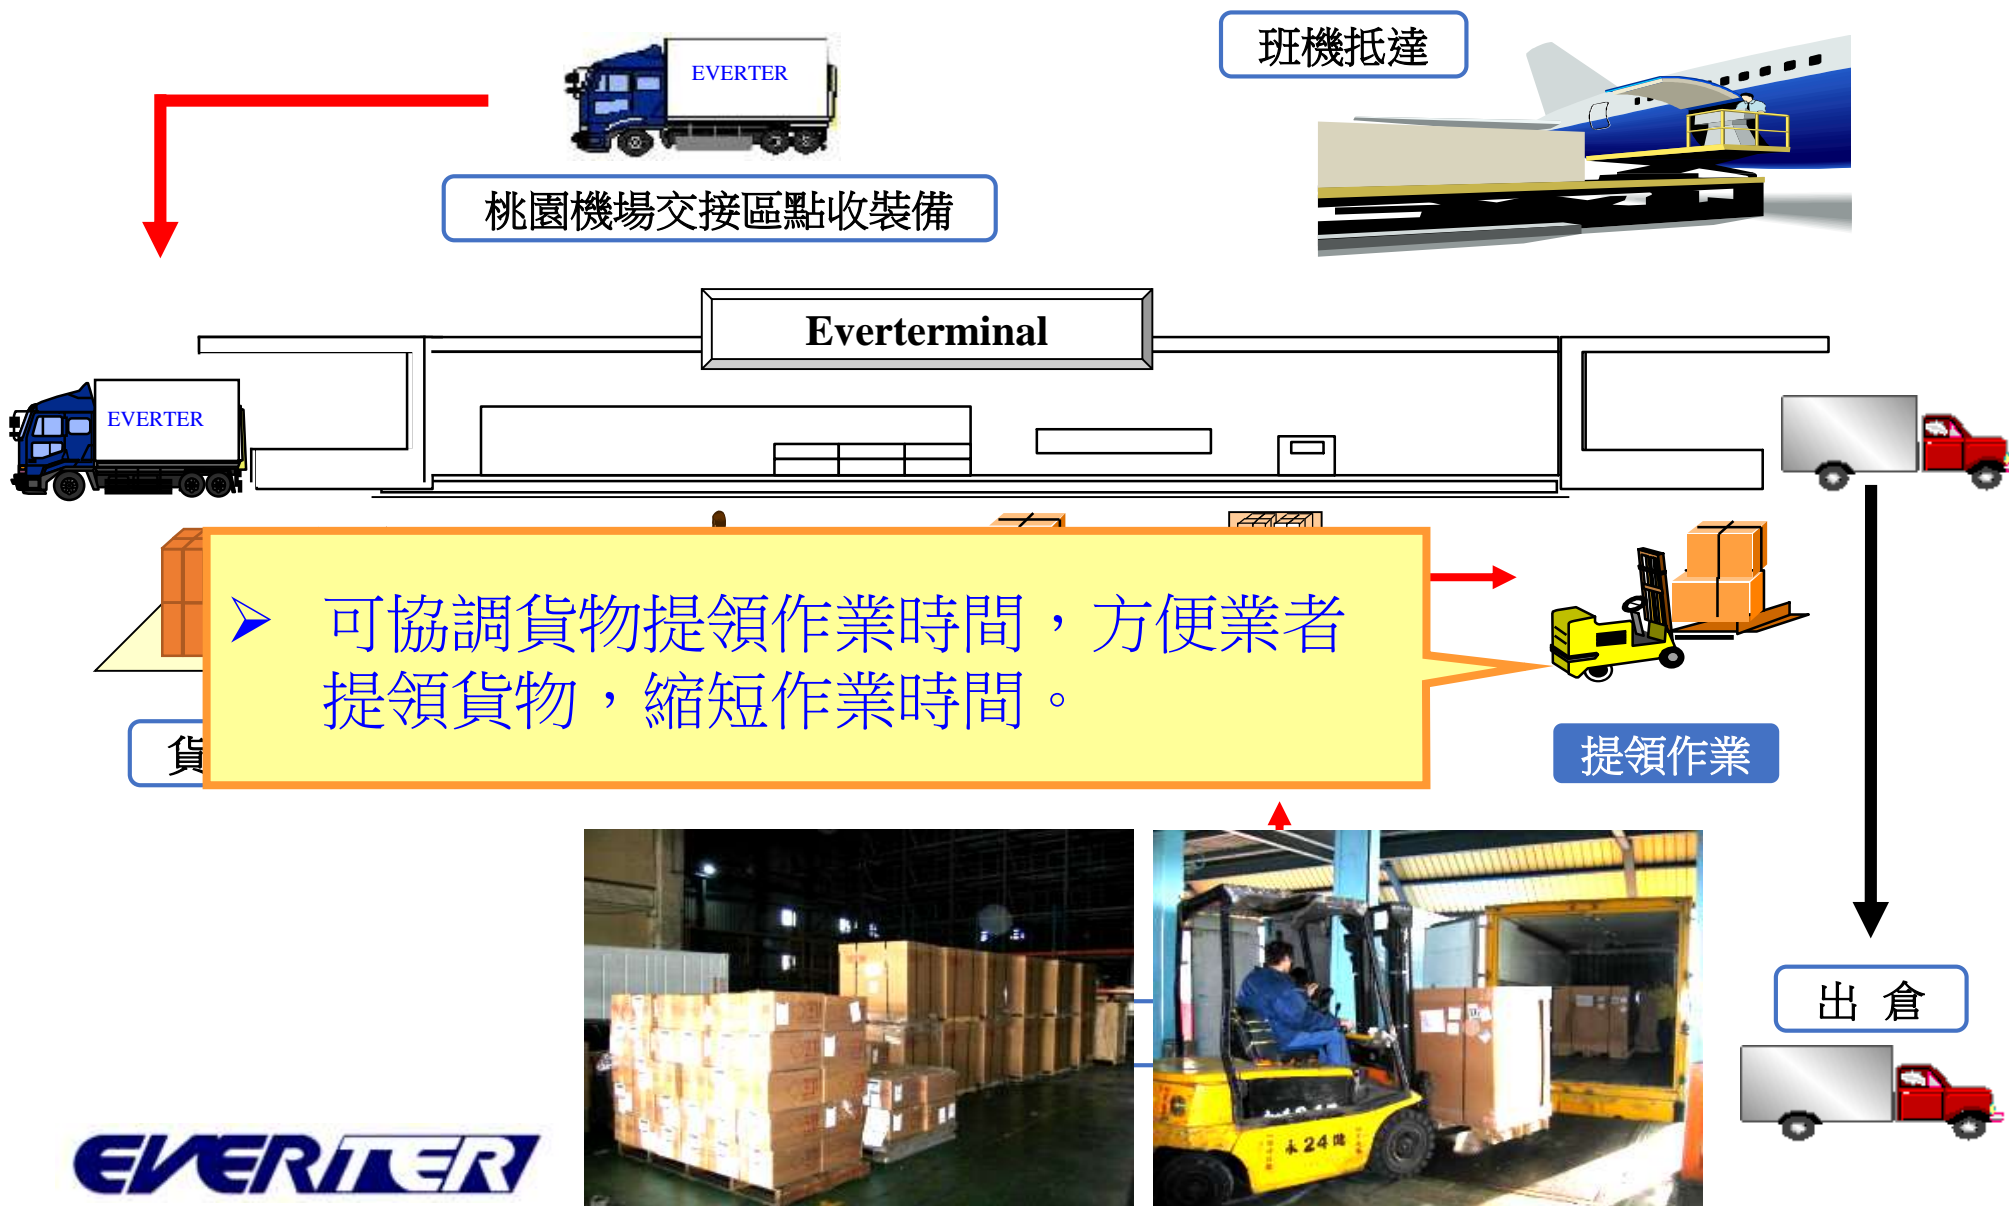 班機抵達
EVERTER
桃園機場交接區點收裝備
Everterminal
EVERTER
可協調貨物提領作業時間，方便業者
提領貨物，縮短作業時間。
貨
提領作業
出 倉
24
EVERTER